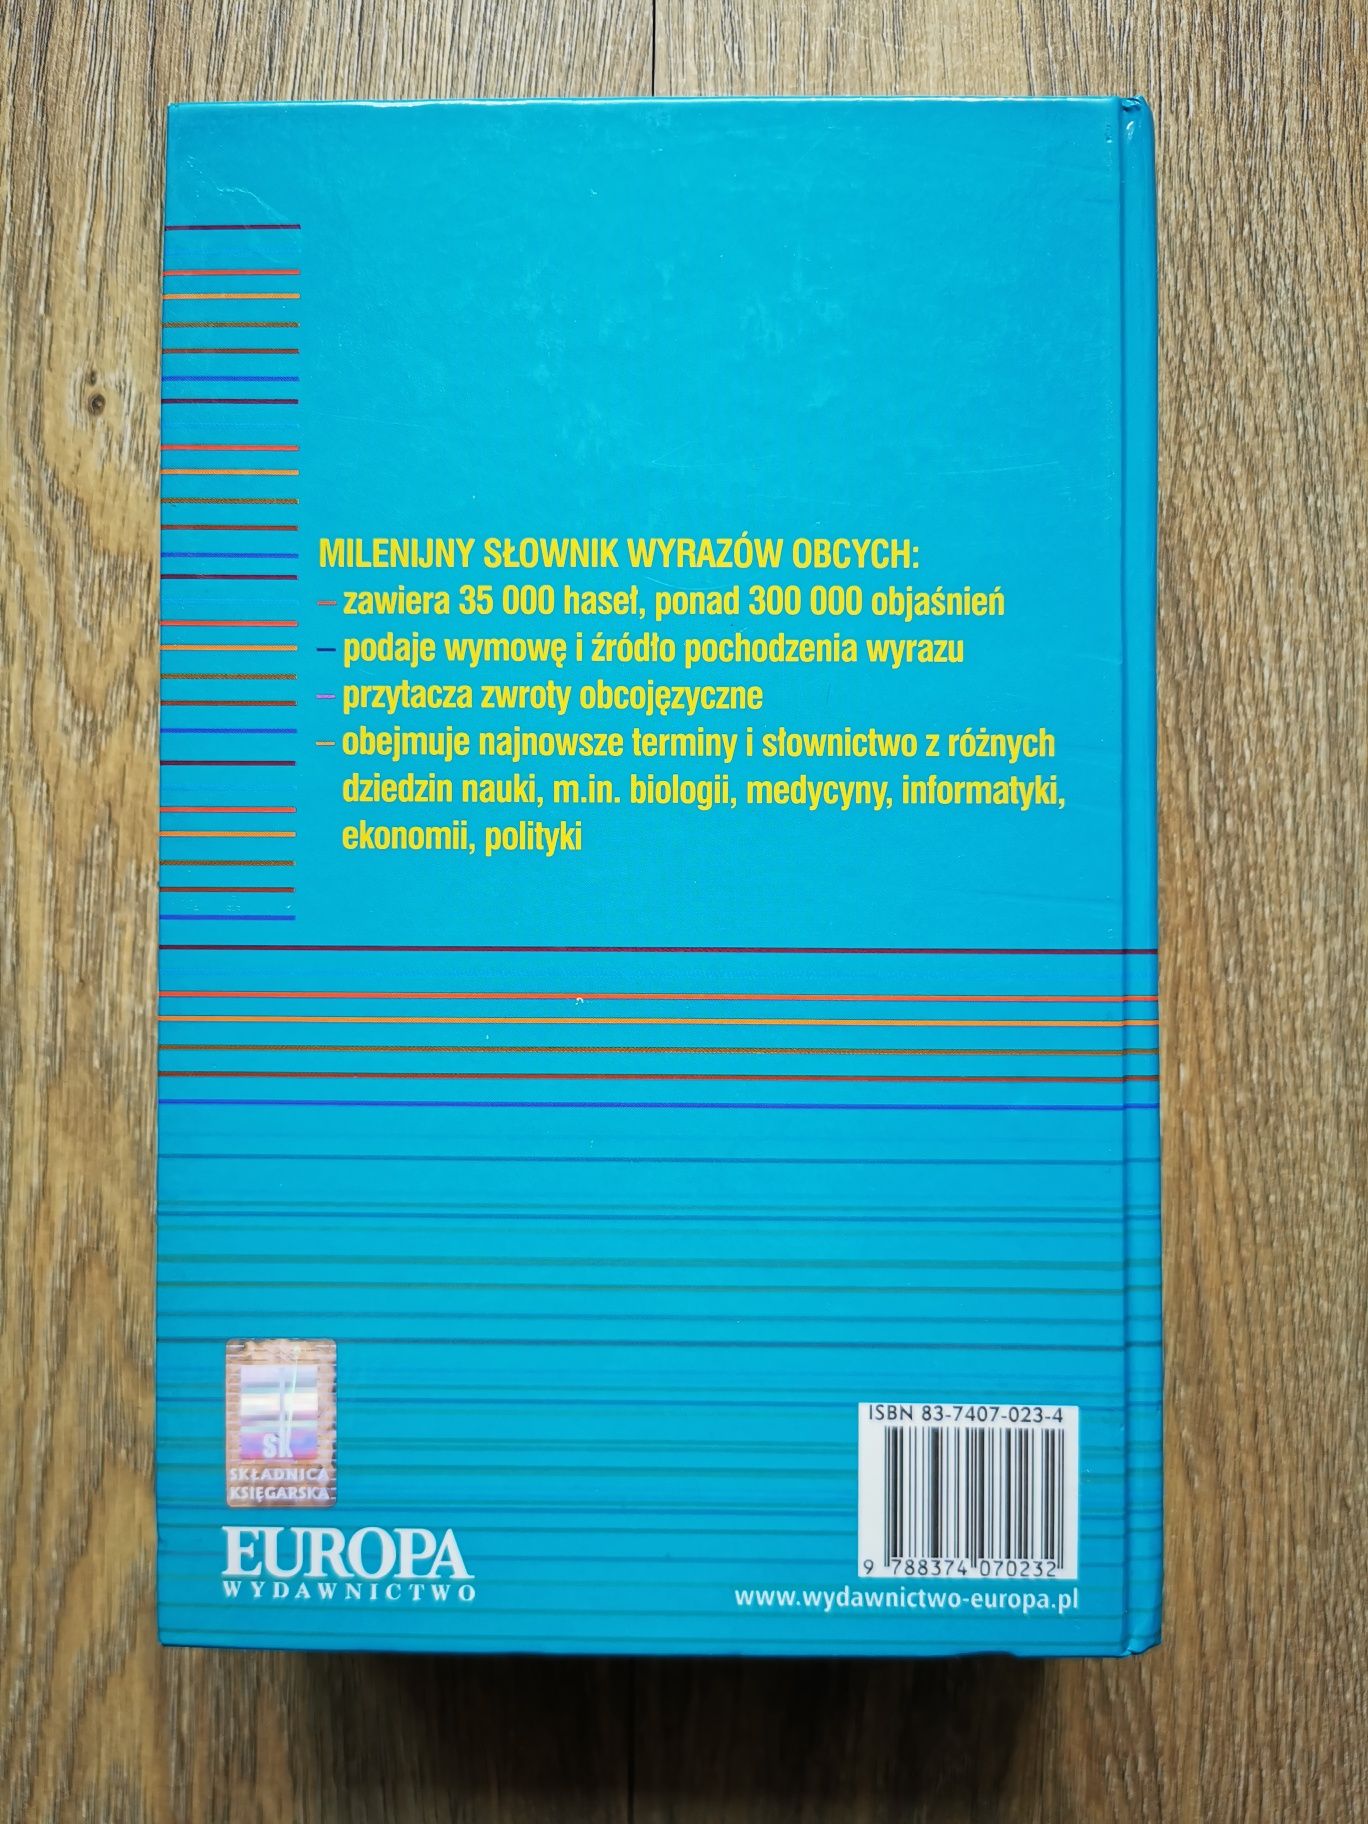 MILENIJNY SŁOWNIK WYRAZÓW OBCYCH:
– zawiera 35 000 haseł, ponad 300 000 objaśnień
– podaje wymowę i źródło pochodzenia wyrazu
– przytacza zwroty obcojęzyczne
– obejmuje najnowsze terminy i słownictwo z różnych
dziedzin nauki, m.in. biologii, medycyny, informatyki,
ekonomii, polityki
SK
SKŁADNICA
KSIĘGARSKA
EUROPA
WYDAWNICTWO
ISBN 83-7407-023-4
9 788374 070232
www.wydawnictwo-europa.pl